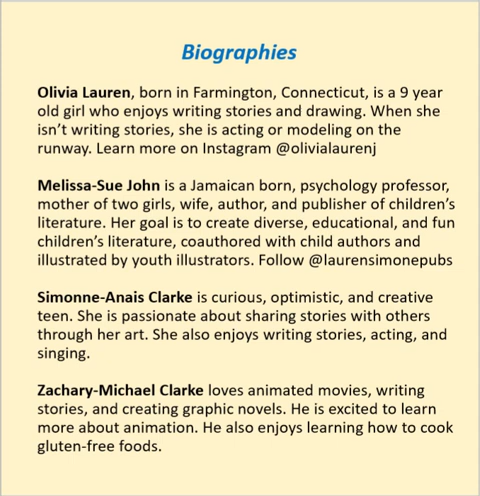 Biographies
Olivia Lauren, born in Farmington, Connecticut, is a 9 year
old girl who enjoys writing stories and drawing. When she
isn’t writing stories, she is acting or modeling on the
runway. Learn more on Instagram @olivialaurenj
Melissa-Sue John is a Jamaican born, psychology professor,
mother of two girls, wife, author, and publisher of children’s
literature. Her goal is to create diverse, educational, and fun
children’s literature, coauthored with child authors and
illustrated by youth illustrators. Follow @laurensimonepubs
Simonne-Anais Clarke is curious, optimistic, and creative
teen. She is passionate about sharing stories with others
through her art. She also enjoys writing stories, acting, and
singing.
Zachary-Michael Clarke loves animated movies, writing
stories, and creating graphic novels. He is excited to learn
more about animation. He also enjoys learning how to cook
gluten-free foods.